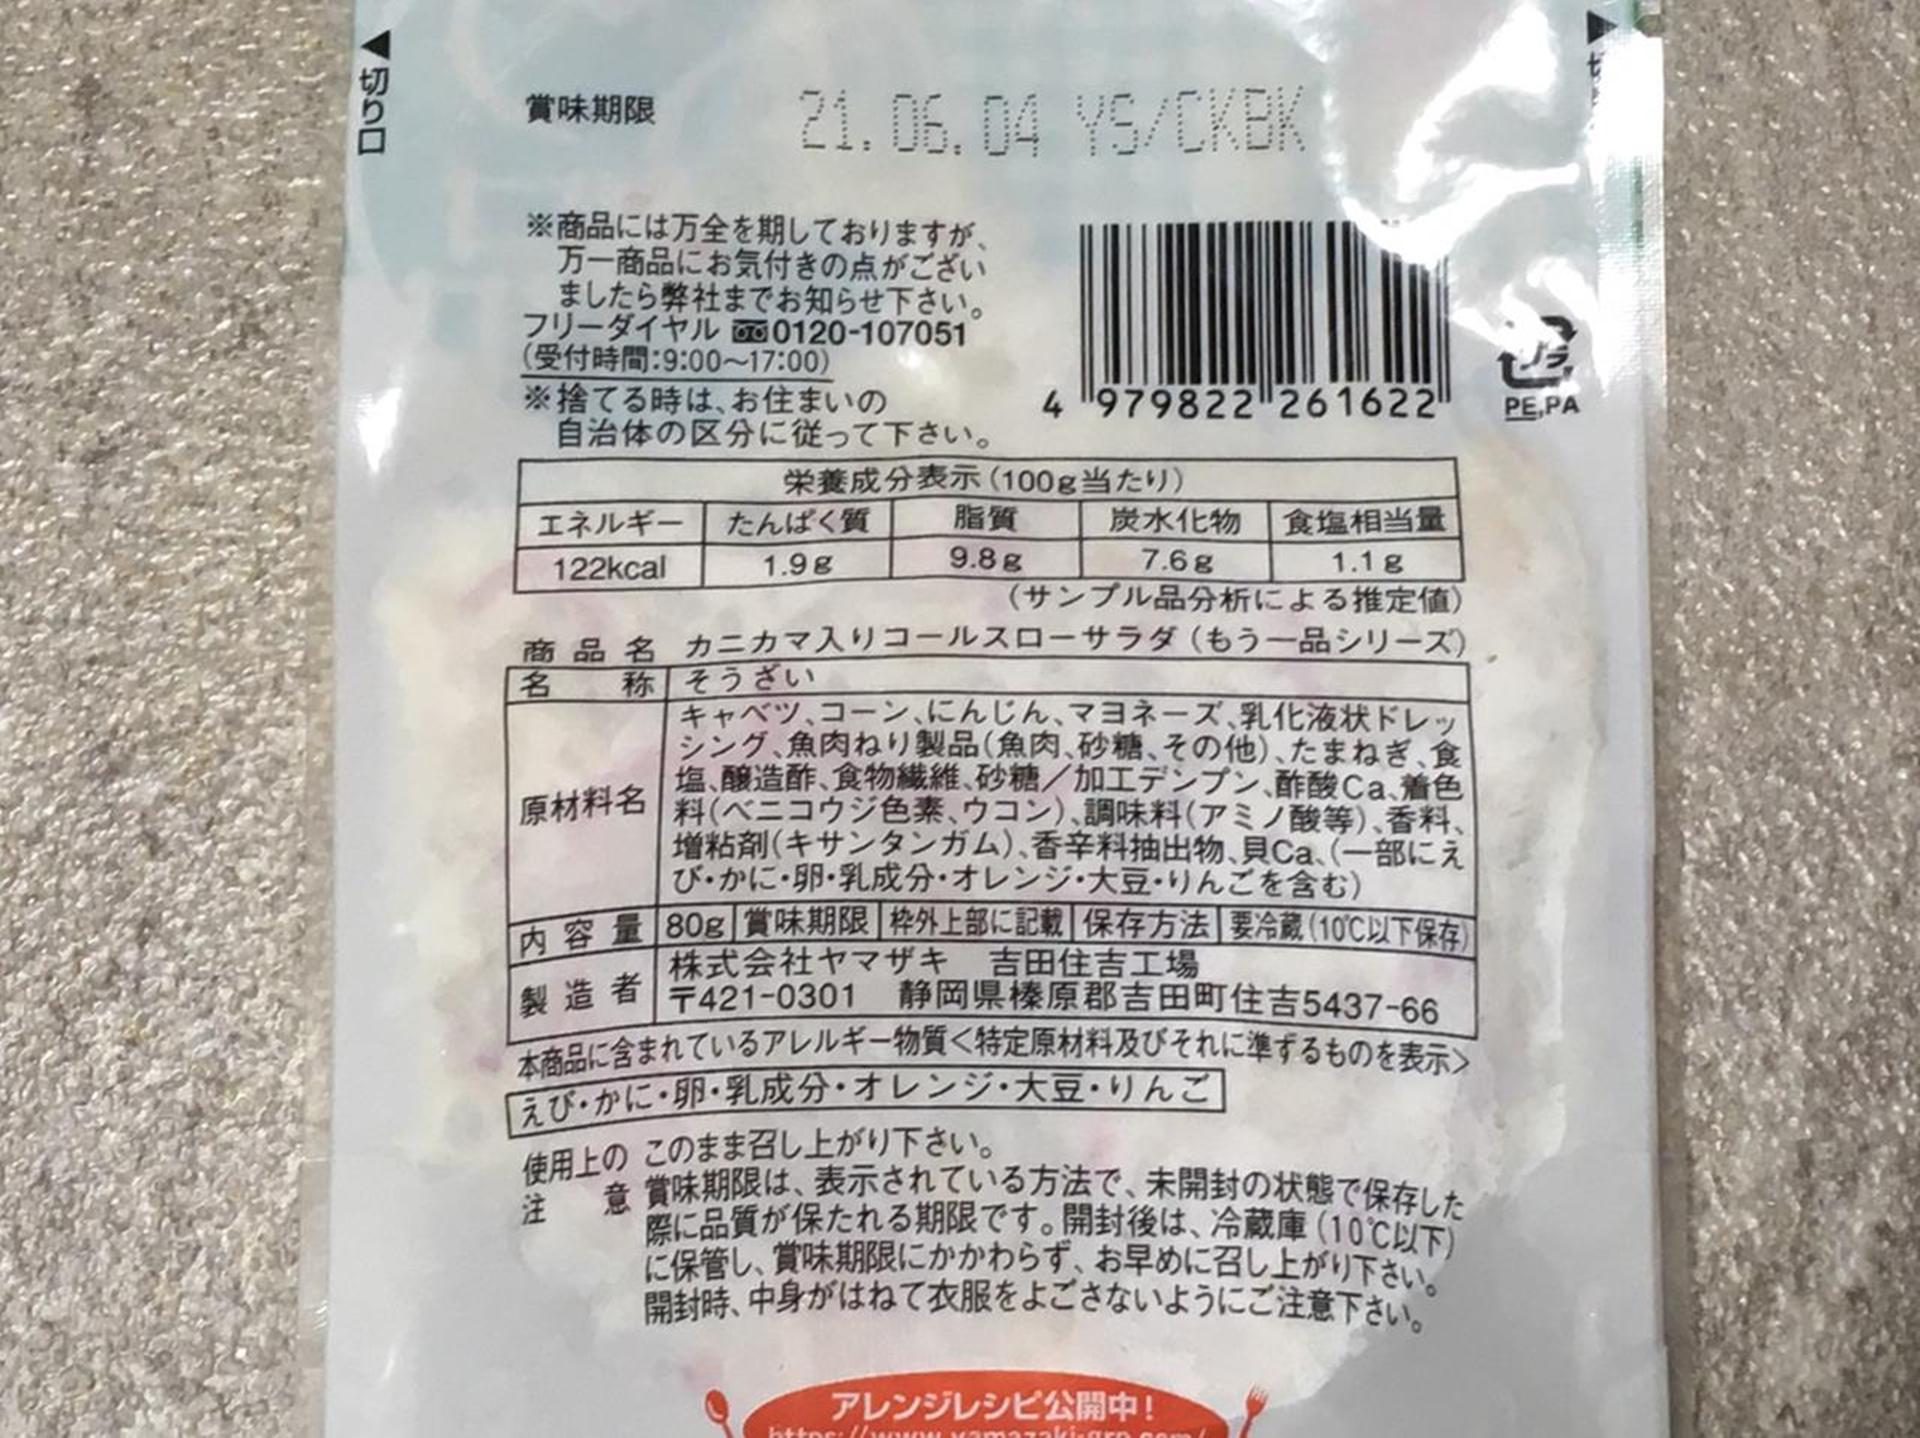 切り口
賞味期限 21.06.04 YS/CKBK
※商品には万全を期しておりますが、
万一商品にお気付きの点がござい
ましたら弊社までお知らせ下さい。
フリーダイヤル 0120-107051
(受付時間:9:00～17:00)
※捨てる時は、お住まいの
自治体の区分に従って下さい。
4 979822 261622
プラ
PE,PA
栄養成分表示(100g当たり)
エネルギー たんぱく質 脂質 炭水化物 食塩相当量
122kcal 1.9g 9.8g 7.6g 1.1g
(サンプル品分析による推定値)
商品名 カニカマ入りコールスローサラダ(もう一品シリーズ)
名称 そうざい
原材料名 キャベツ、コーン、にんじん、マヨネーズ、乳化液状ドレッ
シング、魚肉ねり製品(魚肉、砂糖、その他)、たまねぎ、食
塩、醸造酢、食物繊維、砂糖／加工デンプン、酢酸Ca、着色
料(ベニコウジ色素、ウコン)、調味料(アミノ酸等)、香料、
増粘剤(キサンタンガム)、香辛料抽出物、貝Ca、(一部にえ
び・かに・卵・乳成分・オレンジ・大豆・りんごを含む)
内容量 80g 賞味期限 枠外上部に記載 保存方法 要冷蔵(10℃以下保存)
製造者 株式会社ヤマザキ 吉田住吉工場
〒421-0301 静岡県榛原郡吉田町住吉5437-66
本商品に含まれているアレルギー物質<特定原材料及びそれに準ずるものを表示>
えび・かに・卵・乳成分・オレンジ・大豆・りんご
使用上の注意 このまま召し上がり下さい。
賞味期限は、表示されている方法で、未開封の状態で保存した
際に品質が保たれる期限です。開封後は、冷蔵庫(10℃以下)
に保管し、賞味期限にかかわらず、お早めに召し上がり下さい。
開封時、中身がはねて衣服をよごさないようにご注意下さい。
アレンジレシピ公開中!
https://www.yamazaki-grp.com/